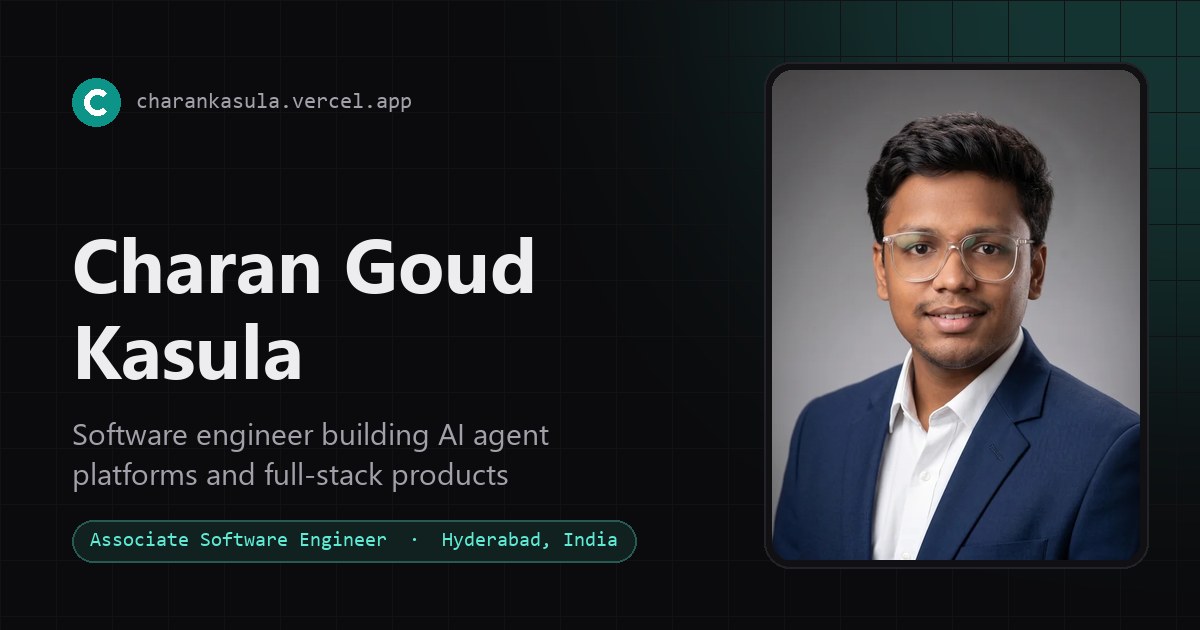 C charankasula.vercel.app
Charan Goud
Kasula
Software engineer building AI agent
platforms and full-stack products
Associate Software Engineer · Hyderabad, India